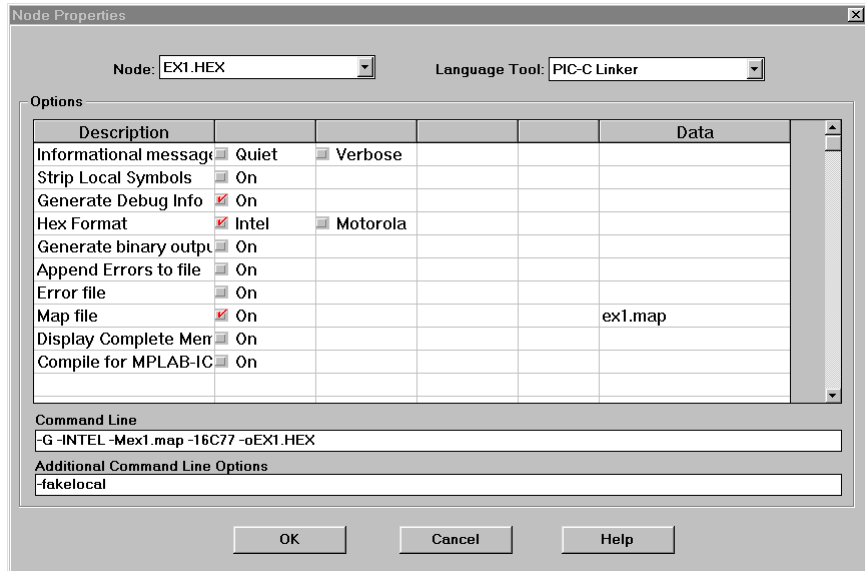 Node Properties
Node: EX1.HEX Language Tool: PIC-C Linker
Options
Description Data
Informational message Quiet Verbose
Strip Local Symbols On
Generate Debug Info On
Hex Format Intel Motorola
Generate binary outpu On
Append Errors to file On
Error file On
Map file On ex1.map
Display Complete Mem On
Compile for MPLAB-IC On
Command Line
-G -INTEL -Mex1.map -16C77 -oEX1.HEX
Additional Command Line Options
-fakelocal
OK Cancel Help